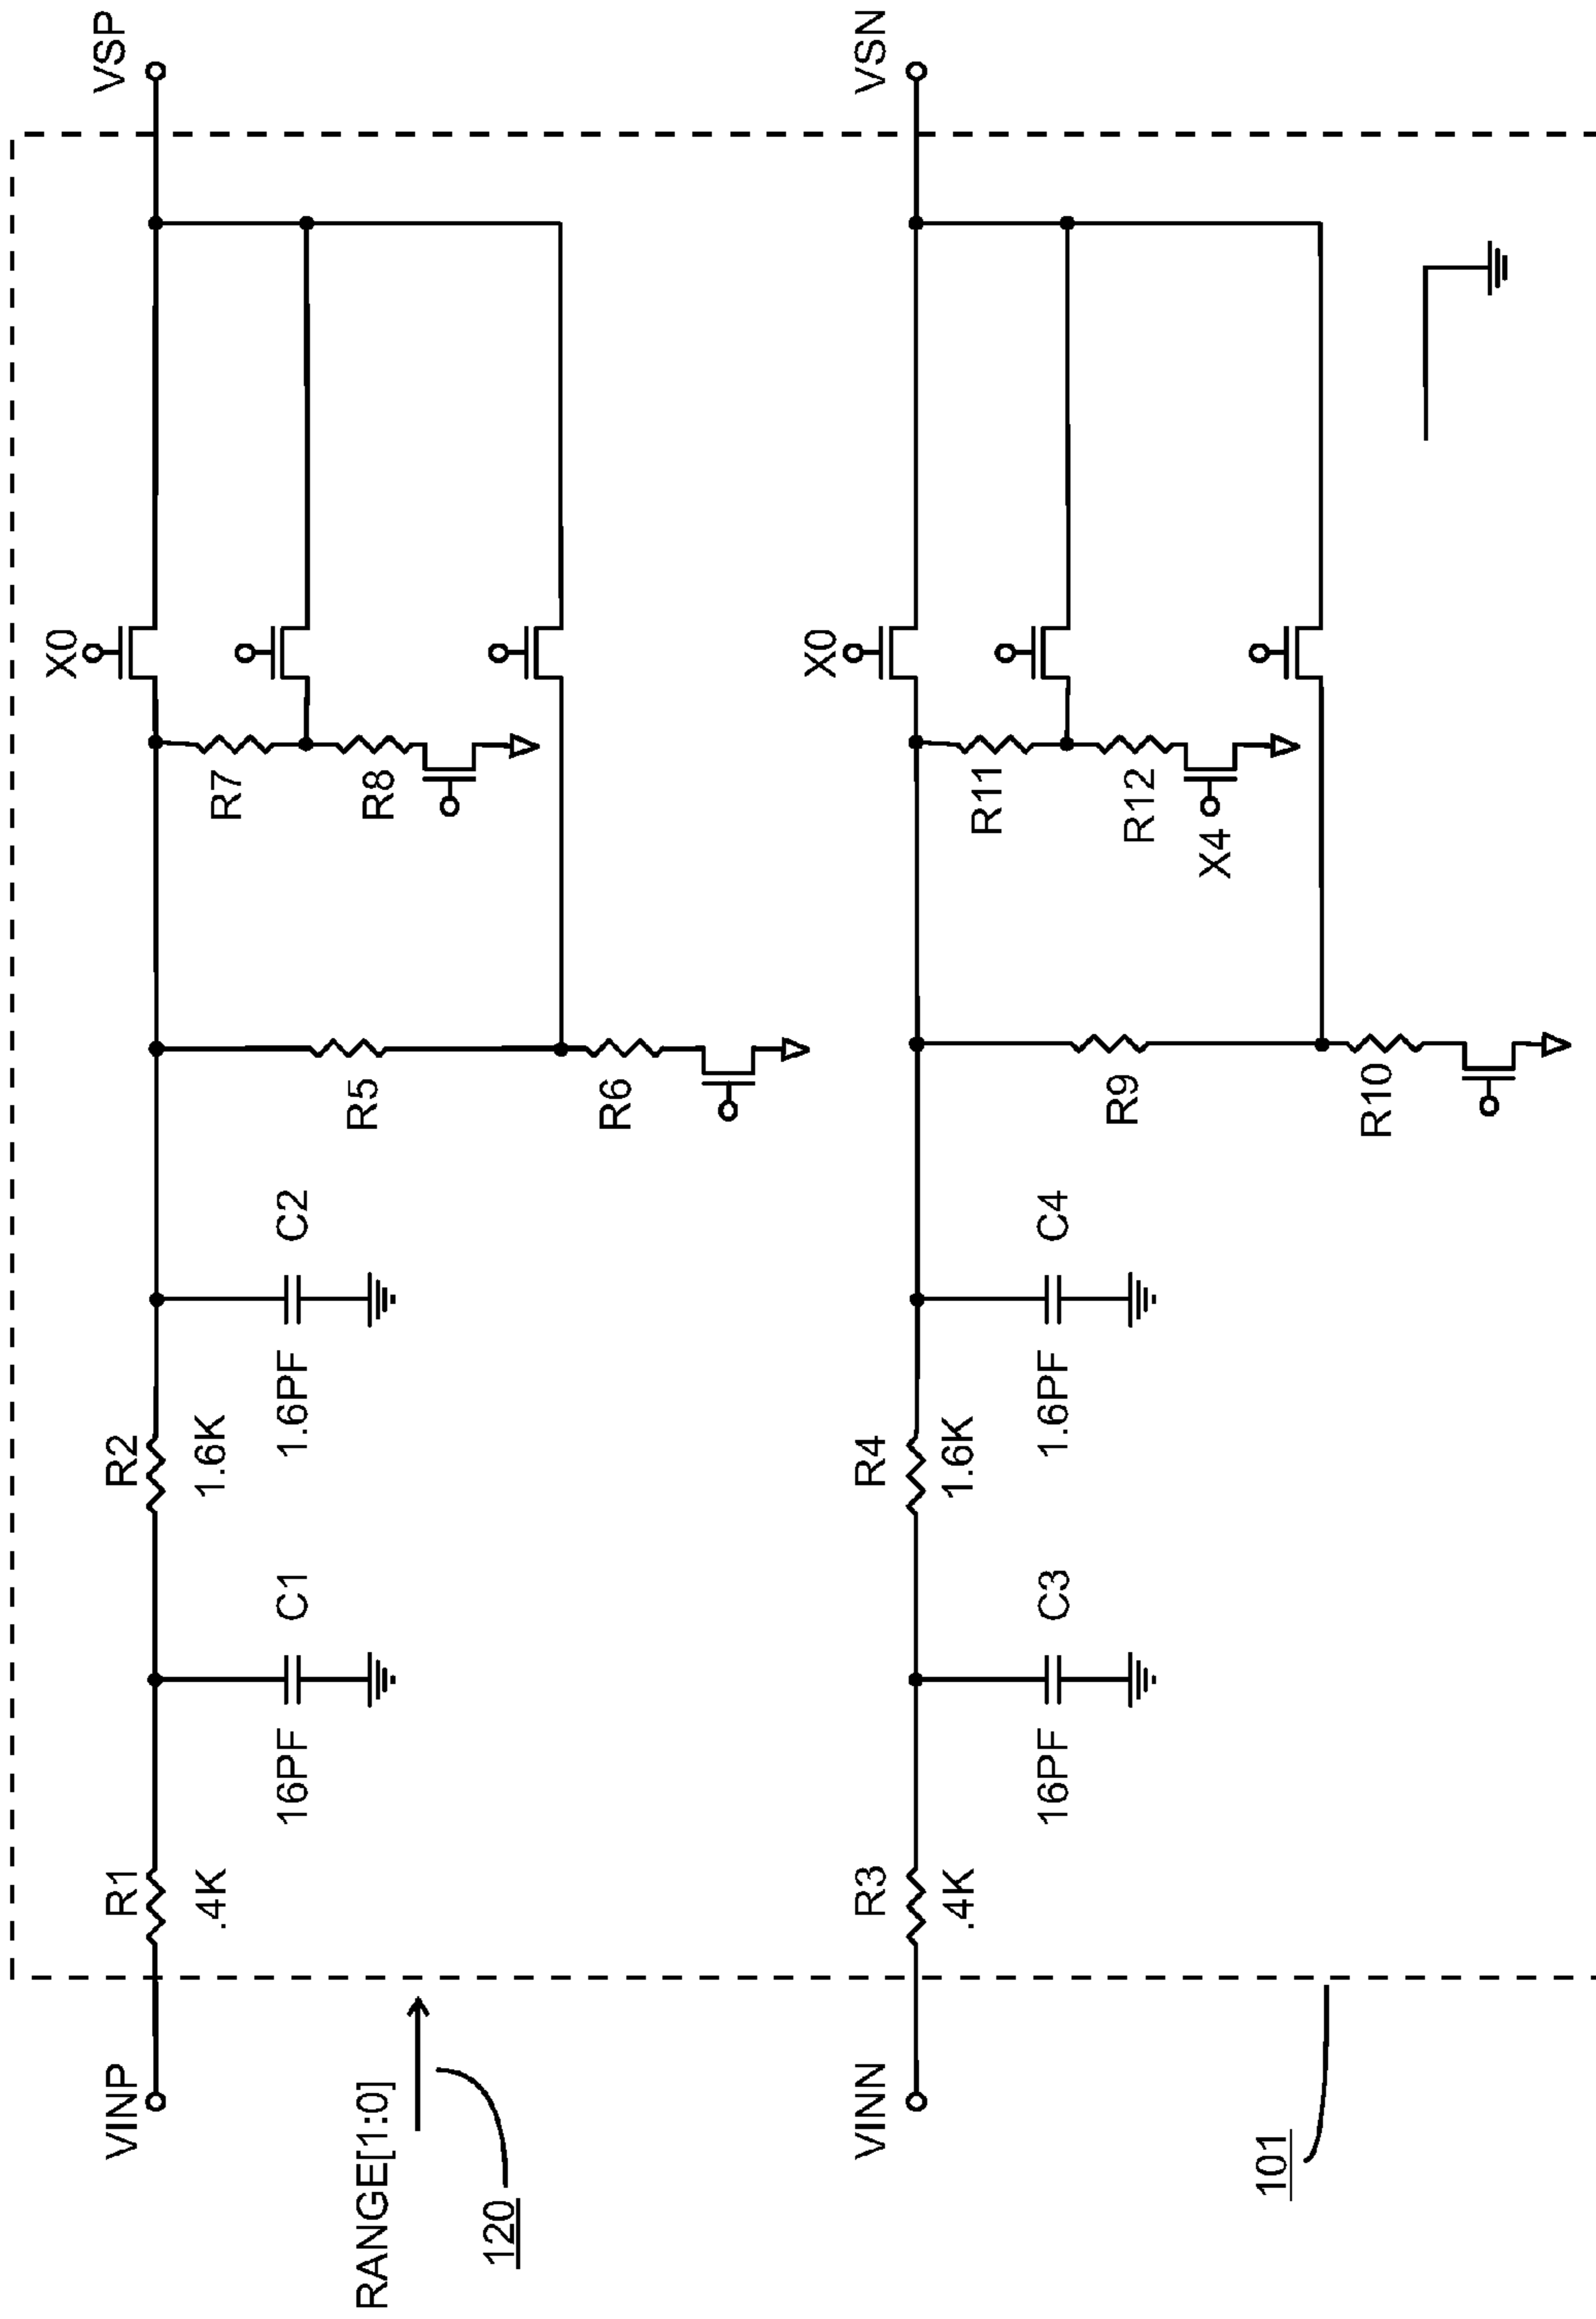 VSP
VSN
X0
R7
R8
X0
R11
R12
X4
R5
R6
R9
R10
R2
1.6K
C2
1.6PF
R4
1.6K
C4
1.6PF
R1
.4K
C1
16PF
R3
.4K
C3
16PF
VINP
RANGE[1:0]
120
VINN
101